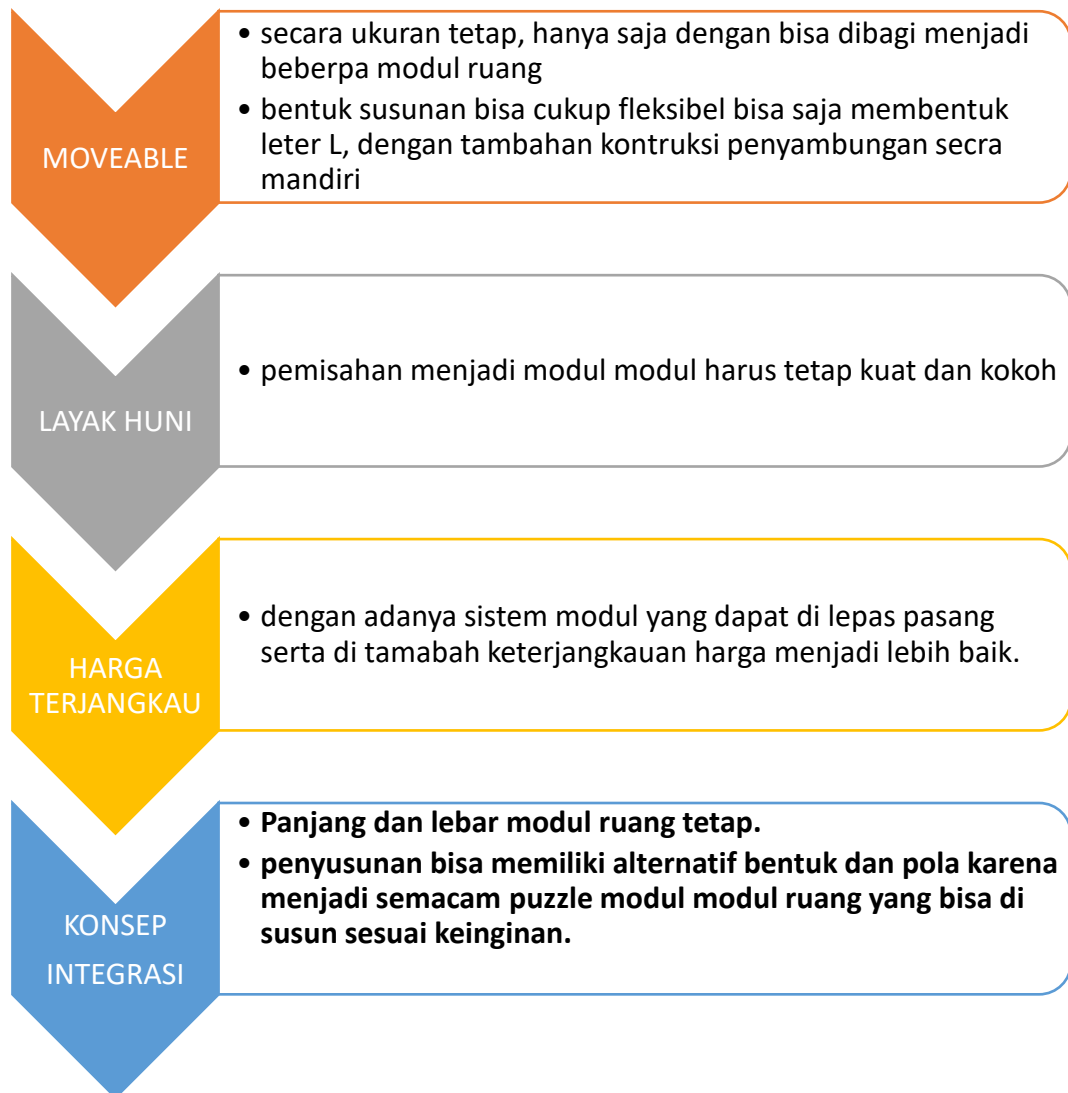 MOVEABLE
• secara ukuran tetap, hanya saja dengan bisa dibagi menjadi
beberpa modul ruang
• bentuk susunan bisa cukup fleksibel bisa saja membentuk
leter L, dengan tambahan kontruksi penyambungan secra
mandiri
LAYAK HUNI
• pemisahan menjadi modul modul harus tetap kuat dan kokoh
HARGA
TERJANGKAU
• dengan adanya sistem modul yang dapat di lepas pasang
serta di tamabah keterjangkauan harga menjadi lebih baik.
KONSEP
INTEGRASI
• Panjang dan lebar modul ruang tetap.
• penyusunan bisa memiliki alternatif bentuk dan pola karena
menjadi semacam puzzle modul modul ruang yang bisa di
susun sesuai keinginan.